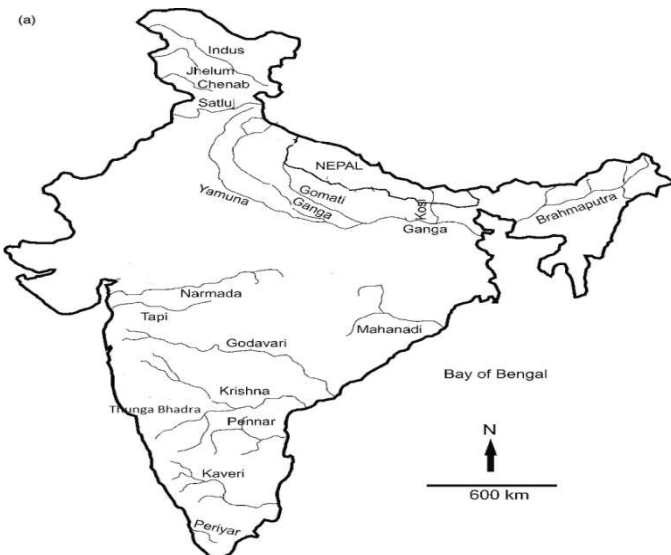 (a)
Indus
Jhelum
Chenab
Satluj
NEPAL
Gomati
Ganga
Yamuna
Kosi
Ganga
Brahmaputra
Narmada
Tapi
Mahanadi
Godavari
Bay of Bengal
Krishna
Thunga Bhadra
Pennar
N
Kaveri
600 km
Periyar